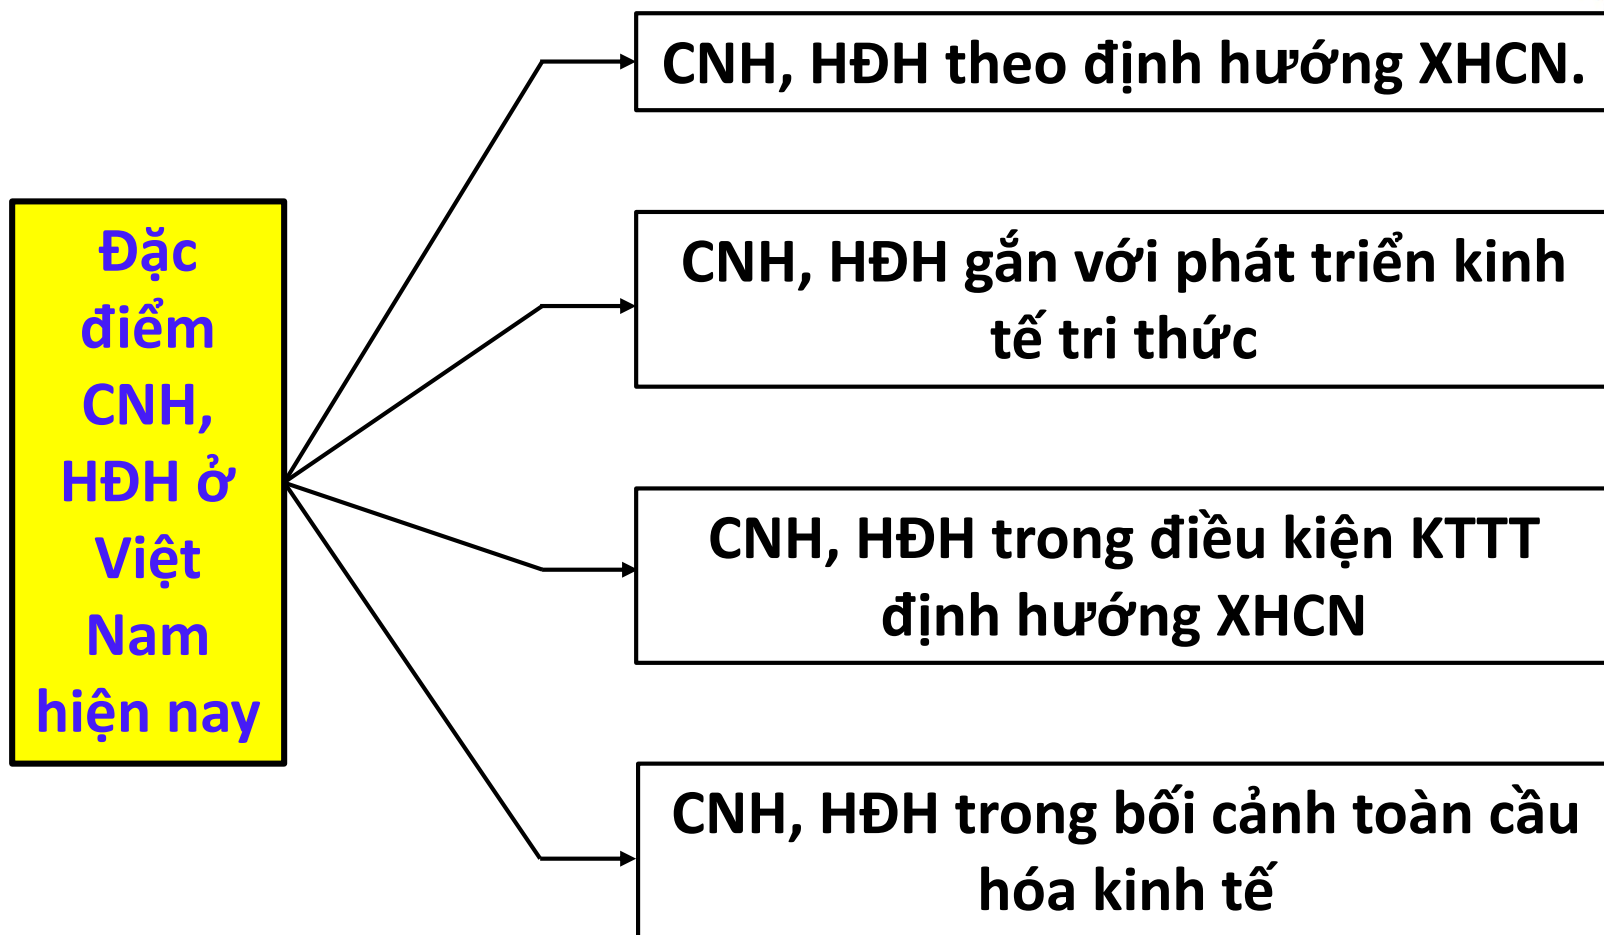 Đặc
điểm
CNH,
HĐH ở
Việt
Nam
hiện nay
CNH, HĐH theo định hướng XHCN.
CNH, HĐH gắn với phát triển kinh
tế tri thức
CNH, HĐH trong điều kiện KTTT
định hướng XHCN
CNH, HĐH trong bối cảnh toàn cầu
hóa kinh tế